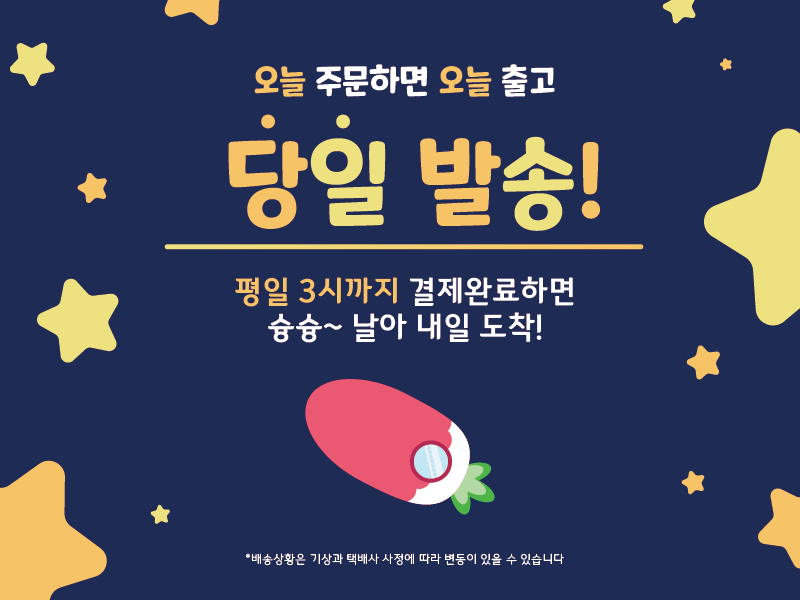 오늘 주문하면 오늘 출고
당일 발송!
평일 3시까지 결제완료하면
슝슝~ 날아 내일 도착!
*배송상황은 기상과 택배사 사정에 따라 변동이 있을 수 있습니다